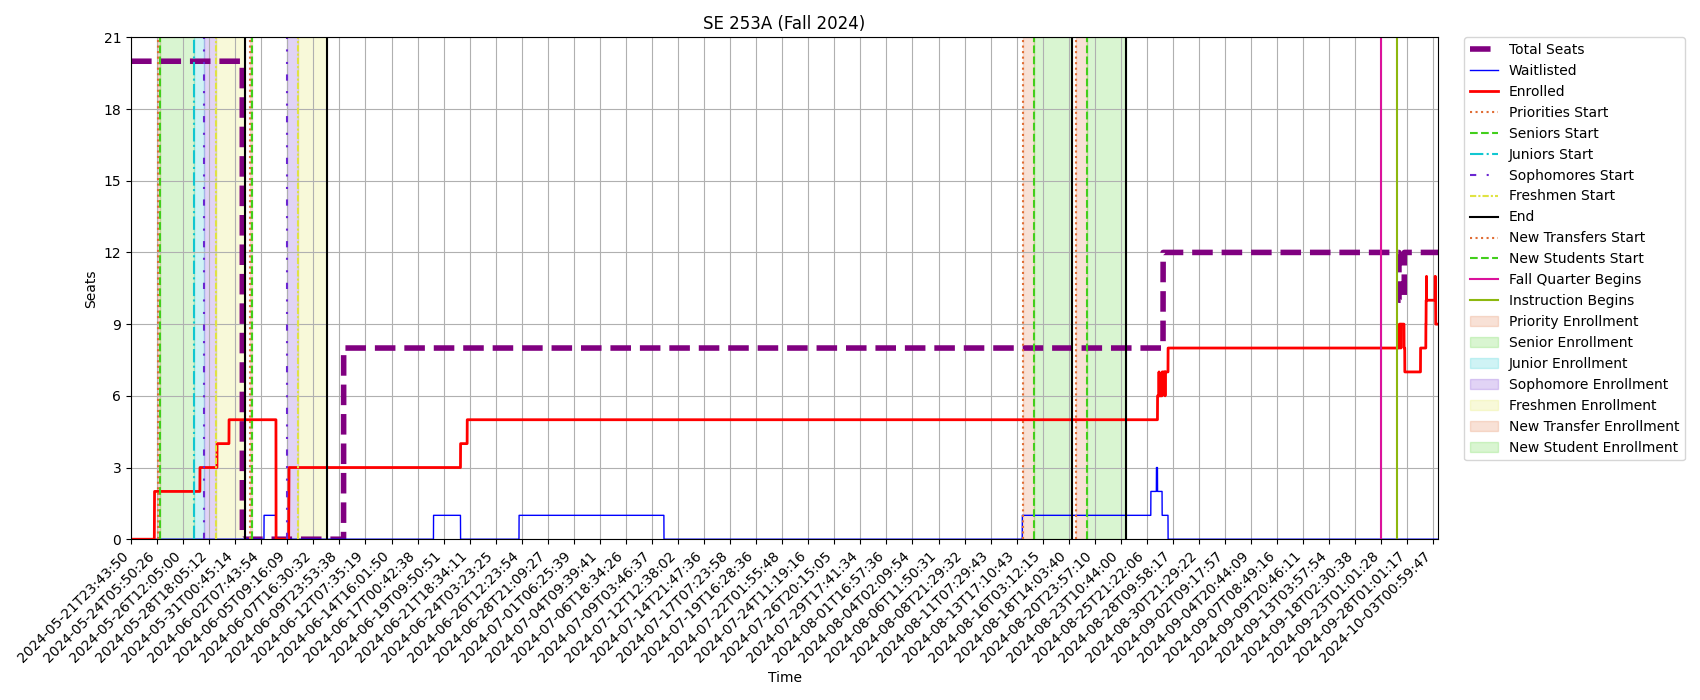 SE 253A (Fall 2024)
Seats
21
18
15
12
9
6
3
0
2024-05-21T23:43:50
2024-05-24T05:50:26
2024-05-26T12:05:00
2024-05-28T18:05:12
2024-05-31T00:45:14
2024-06-02T07:43:54
2024-06-05T09:16:09
2024-06-07T16:30:32
2024-06-09T23:53:38
2024-06-12T07:35:19
2024-06-14T16:01:50
2024-06-17T00:42:38
2024-06-19T09:50:51
2024-06-21T18:34:11
2024-06-24T03:23:25
2024-06-26T12:23:54
2024-06-28T21:09:27
2024-07-01T06:25:39
2024-07-04T09:39:41
2024-07-06T18:34:26
2024-07-09T03:46:37
2024-07-12T12:38:02
2024-07-14T21:47:36
2024-07-17T07:23:58
2024-07-19T16:28:36
2024-07-22T01:55:48
2024-07-24T11:19:16
2024-07-26T20:15:05
2024-07-29T17:41:34
2024-08-01T16:57:36
2024-08-04T02:09:54
2024-08-06T11:50:31
2024-08-08T21:29:32
2024-08-11T07:29:43
2024-08-13T17:10:43
2024-08-16T03:12:15
2024-08-18T14:03:40
2024-08-20T23:57:10
2024-08-23T10:44:00
2024-08-25T21:22:06
2024-08-28T09:58:17
2024-08-30T21:29:22
2024-09-02T09:17:57
2024-09-04T20:44:09
2024-09-07T08:49:16
2024-09-09T20:46:11
2024-09-13T03:57:54
2024-09-18T02:30:38
2024-09-23T01:01:28
2024-09-28T01:01:17
2024-10-03T00:59:47
Time
Total Seats
Waitlisted
Enrolled
Priorities Start
Seniors Start
Juniors Start
Sophomores Start
Freshmen Start
End
New Transfers Start
New Students Start
Fall Quarter Begins
Instruction Begins
Priority Enrollment
Senior Enrollment
Junior Enrollment
Sophomore Enrollment
Freshmen Enrollment
New Transfer Enrollment
New Student Enrollment